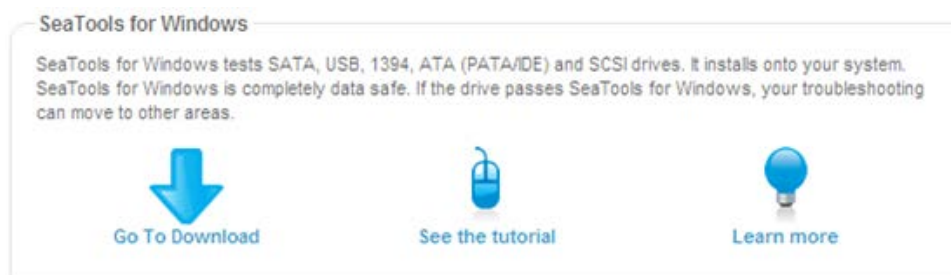 SeaTools for Windows
SeaTools for Windows tests SATA, USB, 1394, ATA (PATA/IDE) and SCSI drives. It installs onto your system.
SeaTools for Windows is completely data safe. If the drive passes SeaTools for Windows, your troubleshooting
can move to other areas.
Go To Download
See the tutorial
Learn more